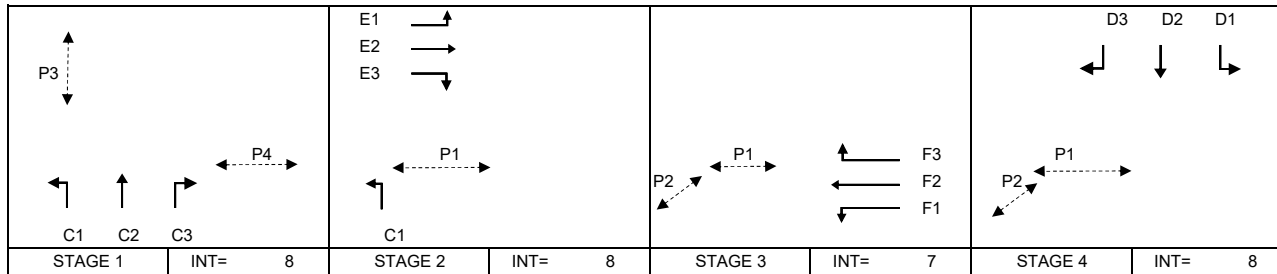 P3
P4
C1 C2 C3
STAGE 1 INT= 8
E1
E2
E3
P1
C1
STAGE 2 INT= 8
P1
P2
F3
F2
F1
STAGE 3 INT= 7
D3 D2 D1
P1
P2
STAGE 4 INT= 8